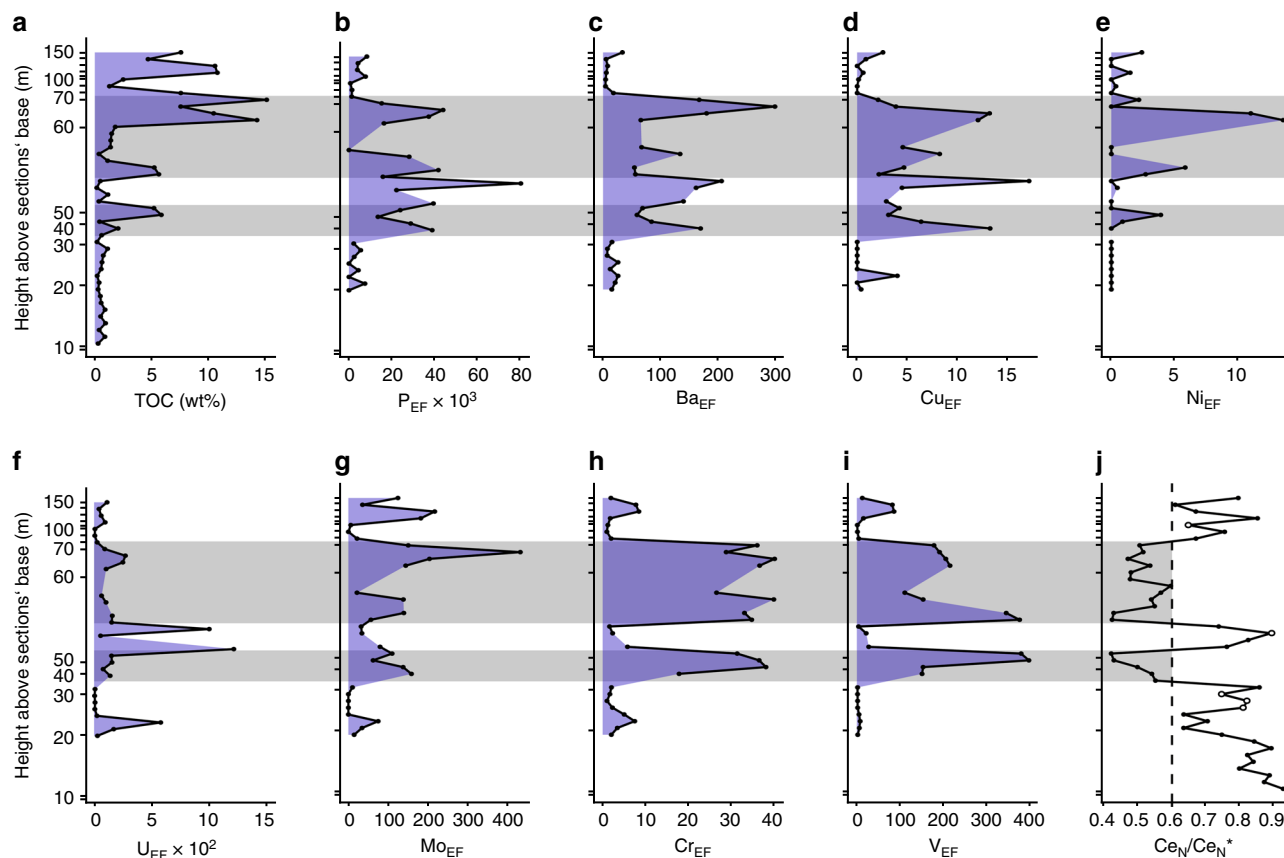 a b c d e
Height above sections' base (m)
150
100
70
60
50
40
30
20
10
0 5 10 15
TOC (wt%)
0 20 40 60 80
P_EF × 10³
0 100 200 300
Ba_EF
0 5 10 15
Cu_EF
0 5 10
Ni_EF
f g h i j
Height above sections' base (m)
150
100
70
60
50
40
30
20
10
0 5 10 15
U_EF × 10²
0 100 200 300 400
Mo_EF
0 10 20 30 40
Cr_EF
0 100 200 300 400
V_EF
0.4 0.5 0.6 0.7 0.8 0.9
Ce_N/Ce_N*